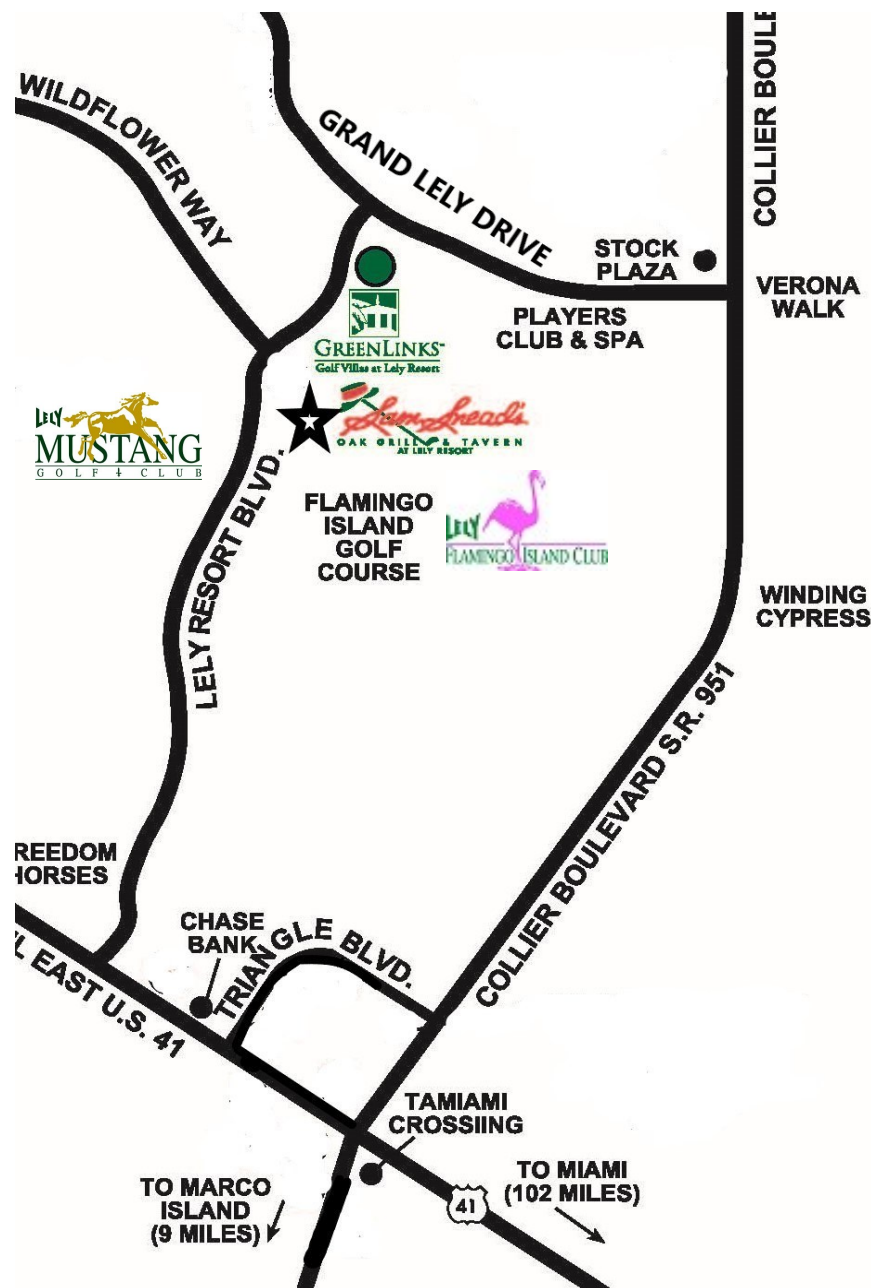 COLLIER BOULE
WILDFLOWER WAY
GRAND LELY DRIVE
STOCK
PLAZA
VERONA
WALK
PLAYERS
CLUB & SPA
GREENLINKS
Golf Villas at Lely Resort
LELY
MUSTANG
GOLF CLUB
Sam Snead's
OAK GRILL & TAVERN
AT LELY RESORT
LELY RESORT BLVD.
FLAMINGO
ISLAND
GOLF
COURSE
LELY
FLAMINGO ISLAND CLUB
WINDING
CYPRESS
COLLIER BOULEVARD S.R. 951
REEDOM
HORSES
CHASE
BANK
TRIANGLE BLVD.
L EAST U.S. 41
TAMIAMI
CROSSIING
TO MARCO
ISLAND
(9 MILES)
41
TO MIAMI
(102 MILES)